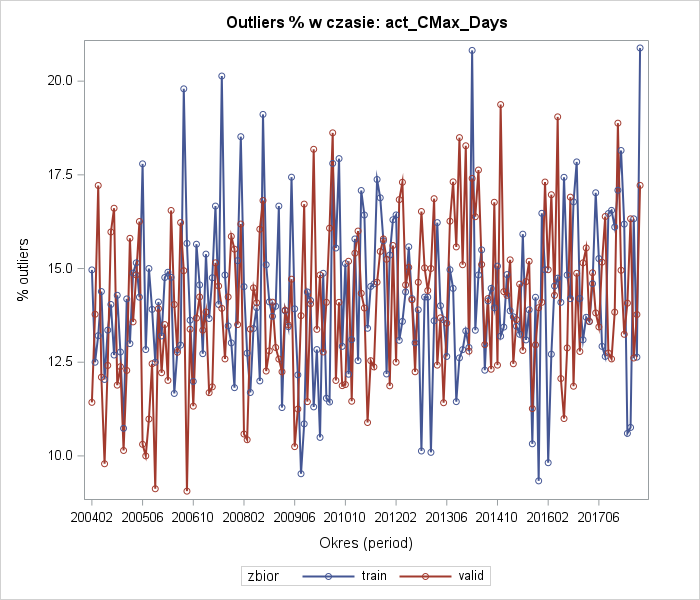 Outliers % w czasie: act_CMax_Days
% outliers
20.0
17.5
15.0
12.5
10.0
200402 200506 200610 200802 200906 201010 201202 201306 201410 201602 201706
Okres (period)
zbior train valid